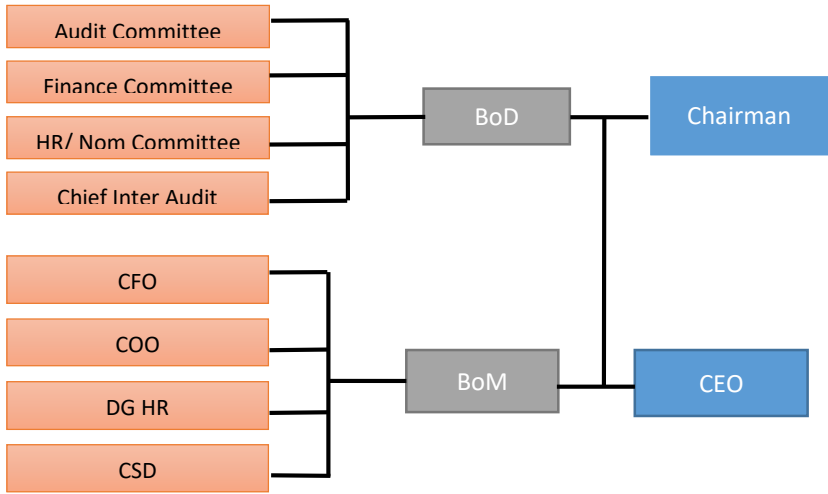 Audit Committee
Finance Committee
HR/ Nom Committee
Chief Inter Audit
BoD
Chairman
CFO
COO
DG HR
CSD
BoM
CEO